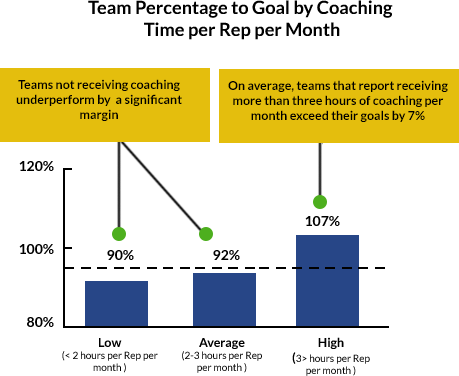 Team Percentage to Goal by Coaching
Time per Rep per Month
Teams not receiving coaching
underperform by a significant
margin
On average, teams that report receiving
more than three hours of coaching per
month exceed their goals by 7%
120%
100%
80%
90%
92%
107%
Low
(< 2 hours per Rep per
month )
Average
(2-3 hours per Rep
per month )
High
(3> hours per Rep
per month )